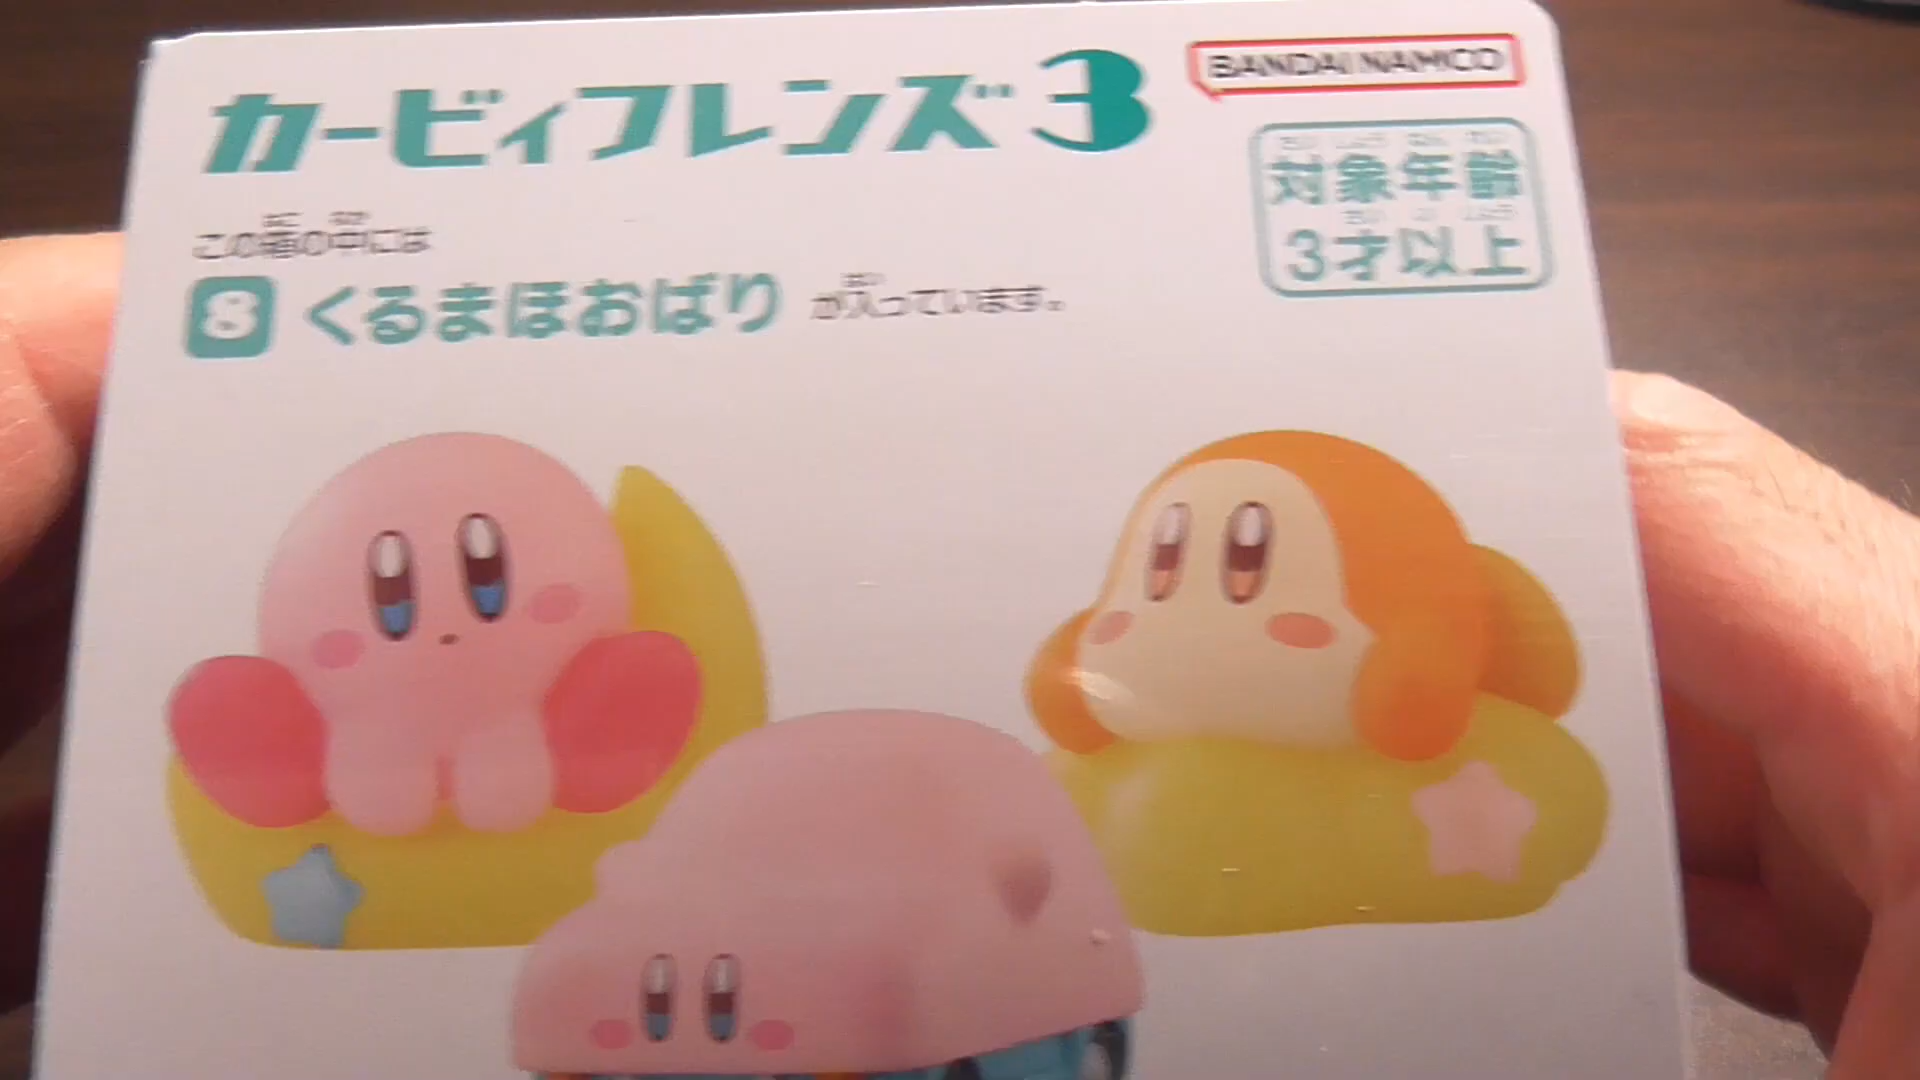 カービィフレンズ3
BANDAI NAMCO
対象年齢
3才以上
この箱の中には
8 くるまほおばり が入っています。